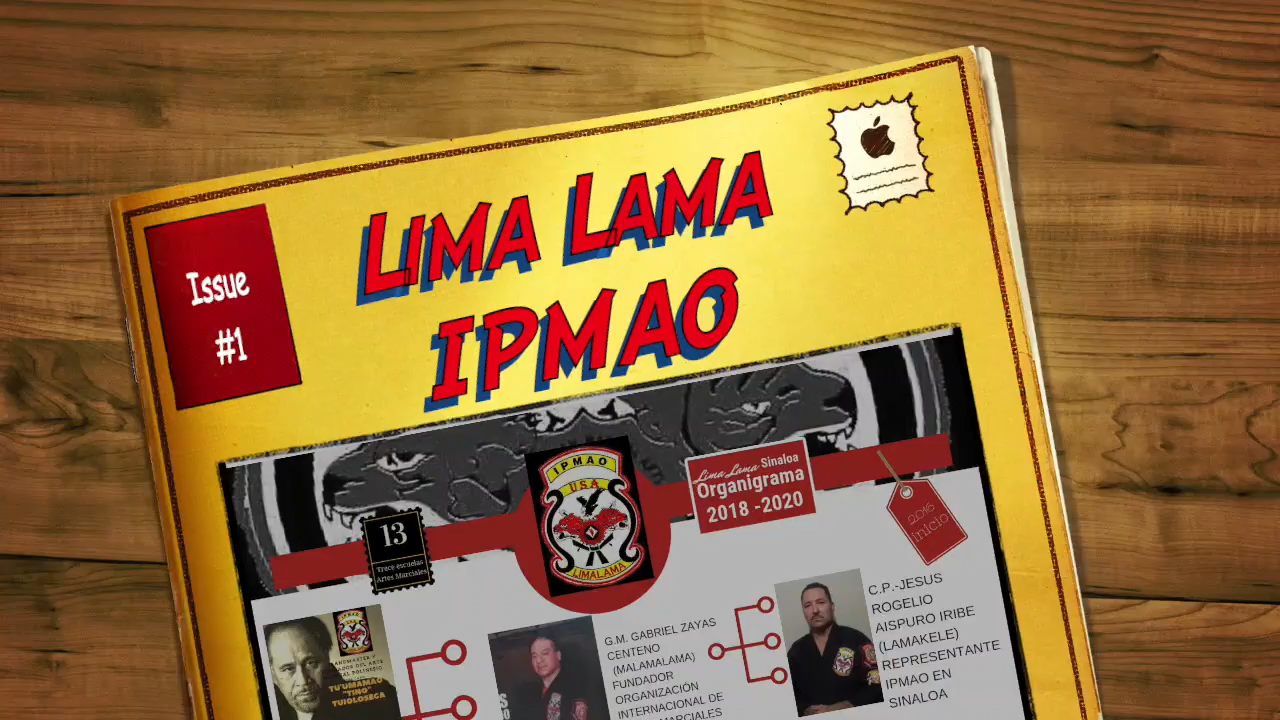 Issue
#1
LIMA LAMA
IPMAO
IPMAO
U.S.A
LIMALAMA
Lima Lama Sinaloa
Organigrama
2018 -2020
2016
Inicio
13
Trece escuelas
Artes Marciales
TU'UMAMAO
"TINO"
TUIOLOSEGA
G.M. GABRIEL ZAYAS
CENTENO
(MALAMALAMA)
FUNDADOR
ORGANIZACIÓN
INTERNACIONAL DE
C.P.-JESUS
ROGELIO
AISPURO IRIBE
(LAMAKELE)
REPRESENTANTE
IPMAO EN
SINALOA